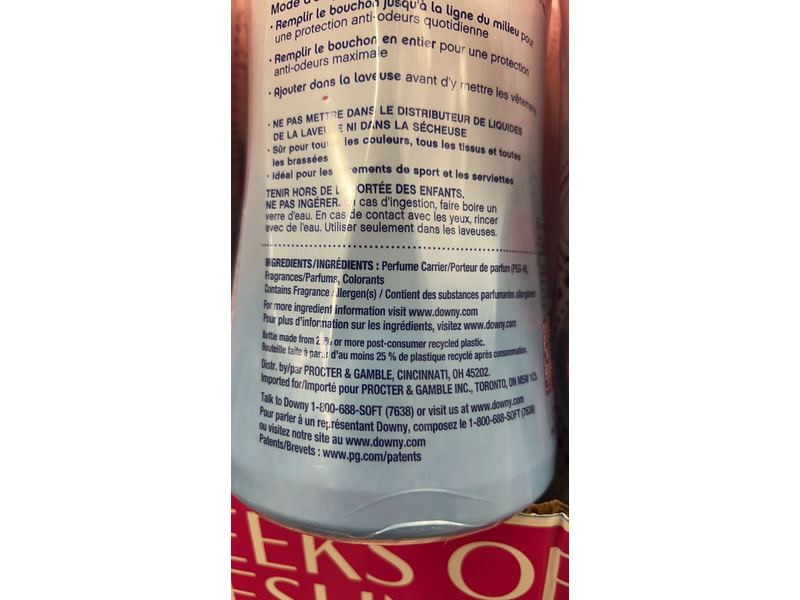 Mode d'
• Remplir le bouchon jusqu'à la ligne du milieu pour
une protection anti-odeurs quotidienne
• Remplir le bouchon en entier pour une protection
anti-odeurs maximale
• Ajouter dans la laveuse avant d'y mettre les vêtements
• NE PAS METTRE DANS LE DISTRIBUTEUR DE LIQUIDES
DE LA LAVEUSE NI DANS LA SÉCHEUSE
• Sûr pour toutes les couleurs, tous les tissus et toutes
les brassées
• Idéal pour les vêtements de sport et les serviettes
TENIR HORS DE LA PORTÉE DES ENFANTS.
NE PAS INGÉRER. En cas d'ingestion, faire boire un
verre d'eau. En cas de contact avec les yeux, rincer
avec de l'eau. Utiliser seulement dans les laveuses.
INGREDIENTS/INGRÉDIENTS : Perfume Carrier/Porteur de parfum (PEG-N),
Fragrances/Parfums, Colorants
Contains Fragrance Allergen(s) / Contient des substances parfumantes allergènes
For more ingredient information visit www.downy.com
Pour plus d'information sur les ingrédients, visitez www.downy.com
Bottle made from 25% or more post-consumer recycled plastic.
Bouteille faite à partir d'au moins 25 % de plastique recyclé après consommation.
Distr. by/par PROCTER & GAMBLE, CINCINNATI, OH 45202.
Imported for/Importé pour PROCTER & GAMBLE INC., TORONTO, ON M5W 1C5.
Talk to Downy 1-800-688-SOFT (7638) or visit us at www.downy.com
Pour parler à un représentant Downy, composez le 1-800-688-SOFT (7638)
ou visitez notre site au www.downy.com
Patents/Brevets : www.pg.com/patents
EEKS OF